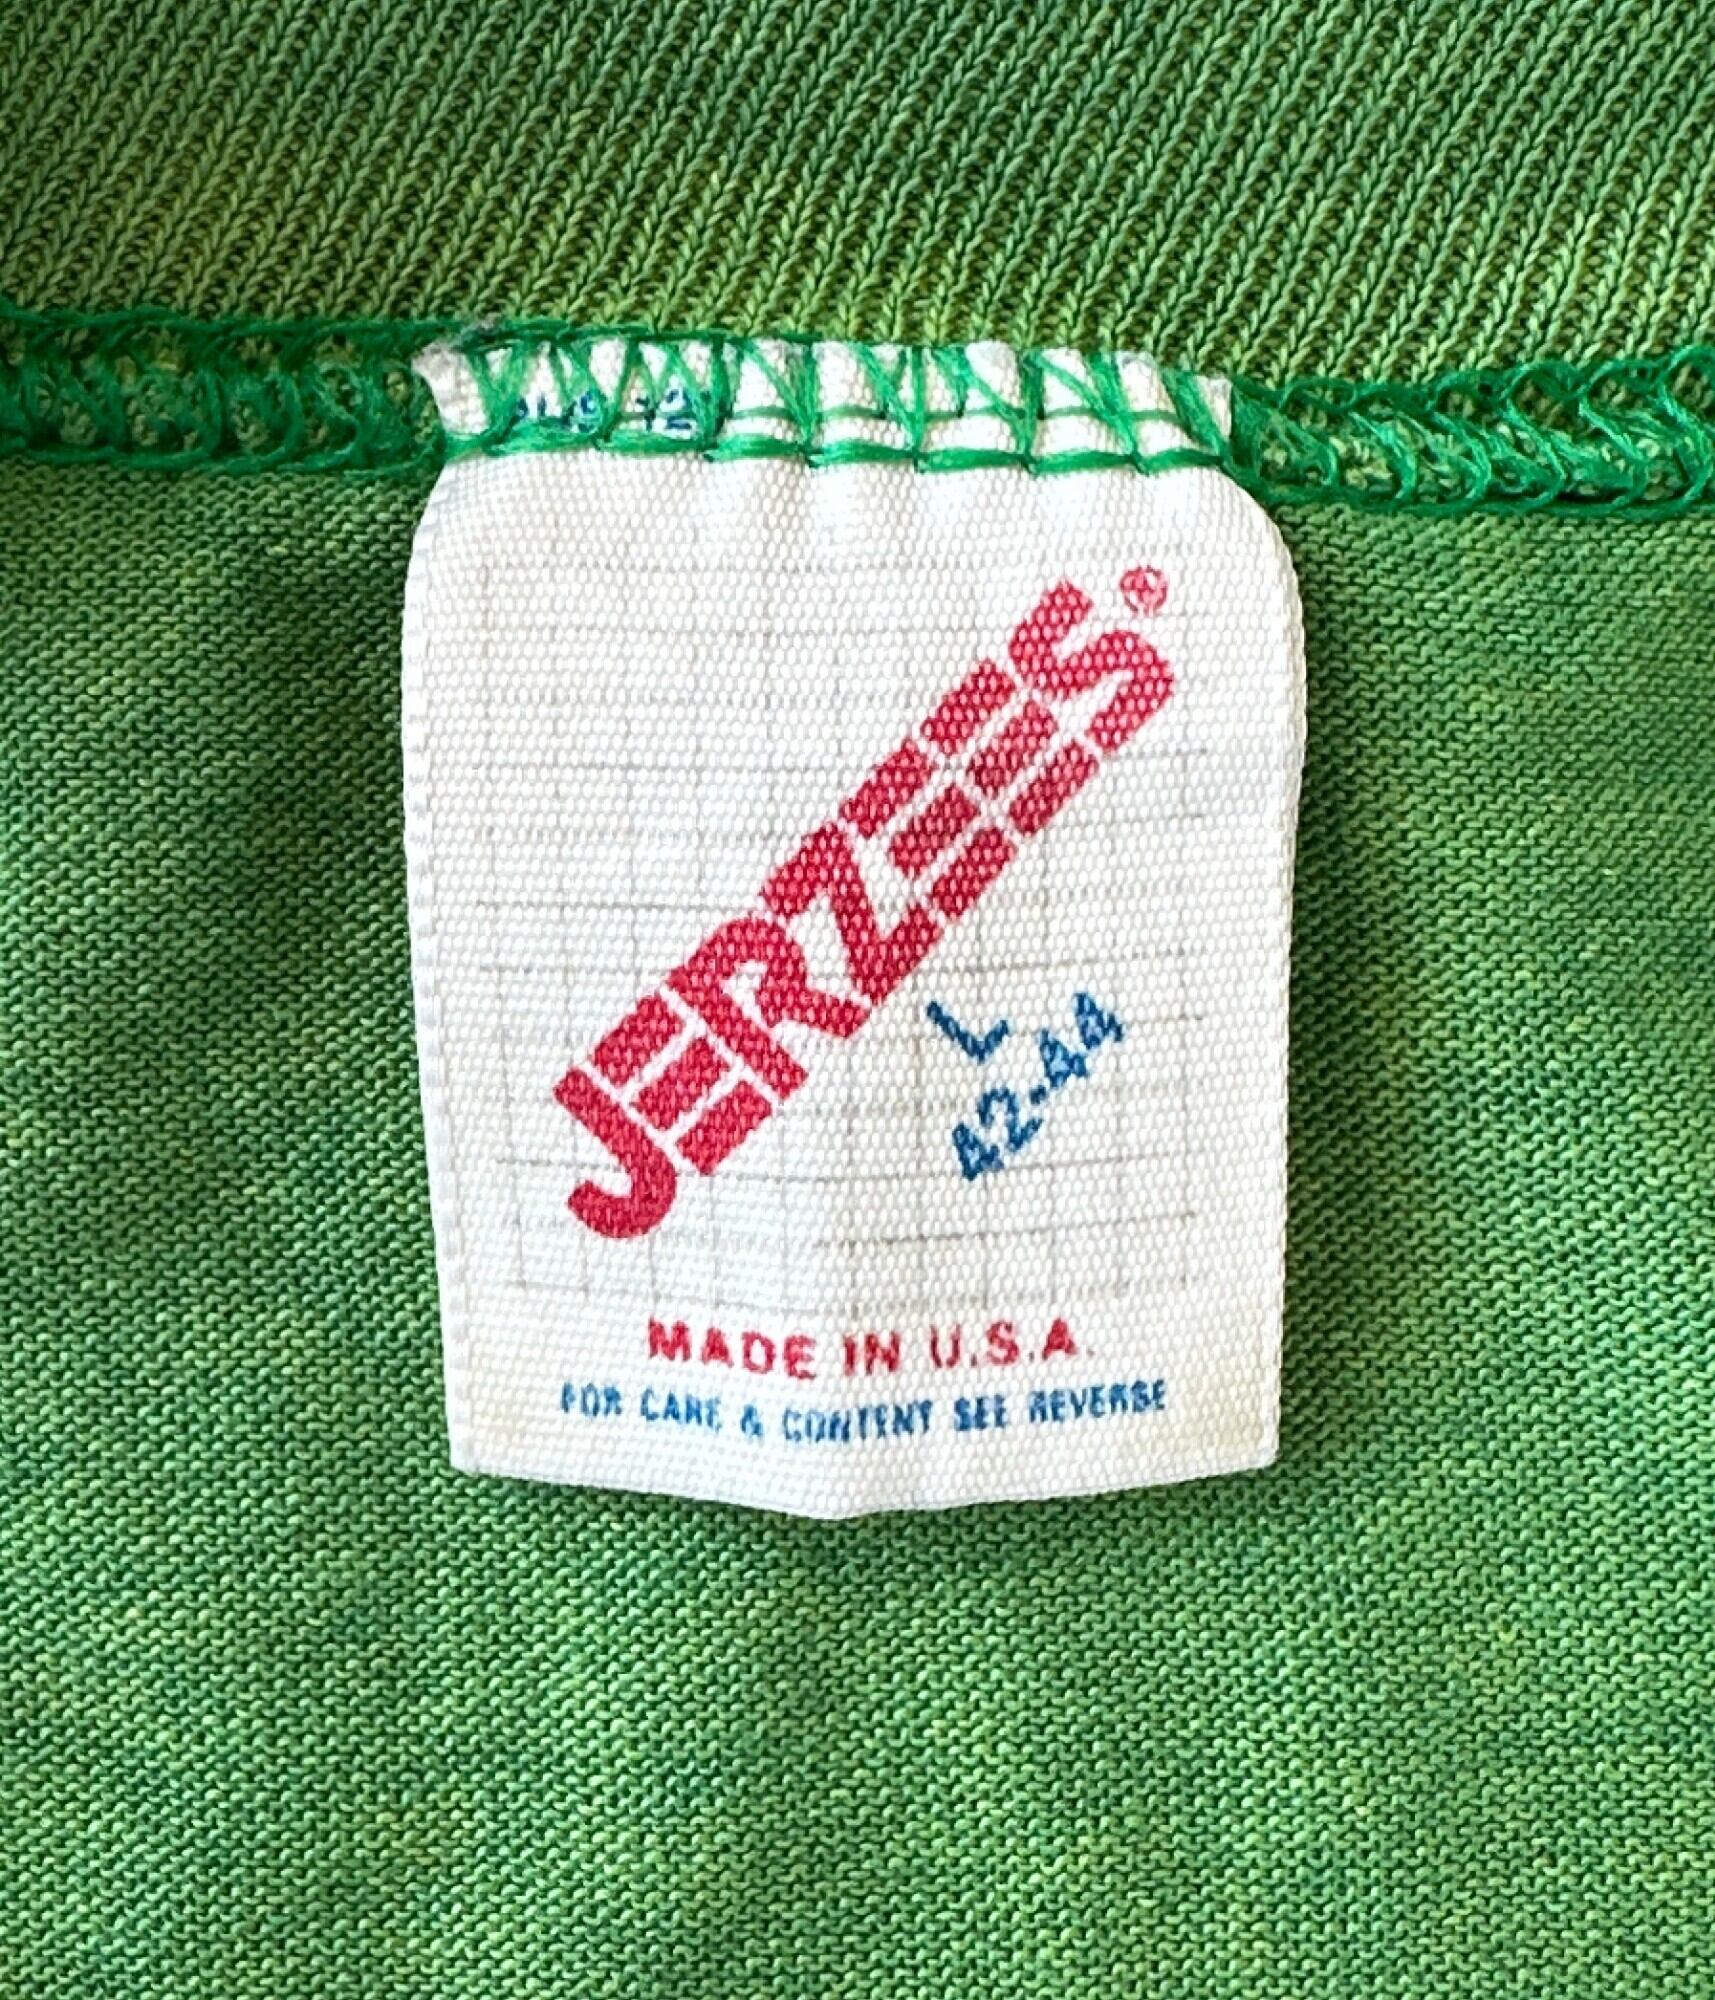 JERZEES®
L
42-44
MADE IN U.S.A.
FOR CARE & CONTENT SEE REVERSE